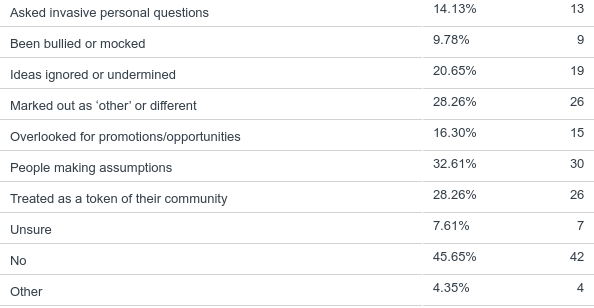 Asked invasive personal questions 14.13% 13
Been bullied or mocked 9.78% 9
Ideas ignored or undermined 20.65% 19
Marked out as ‘other’ or different 28.26% 26
Overlooked for promotions/opportunities 16.30% 15
People making assumptions 32.61% 30
Treated as a token of their community 28.26% 26
Unsure 7.61% 7
No 45.65% 42
Other 4.35% 4